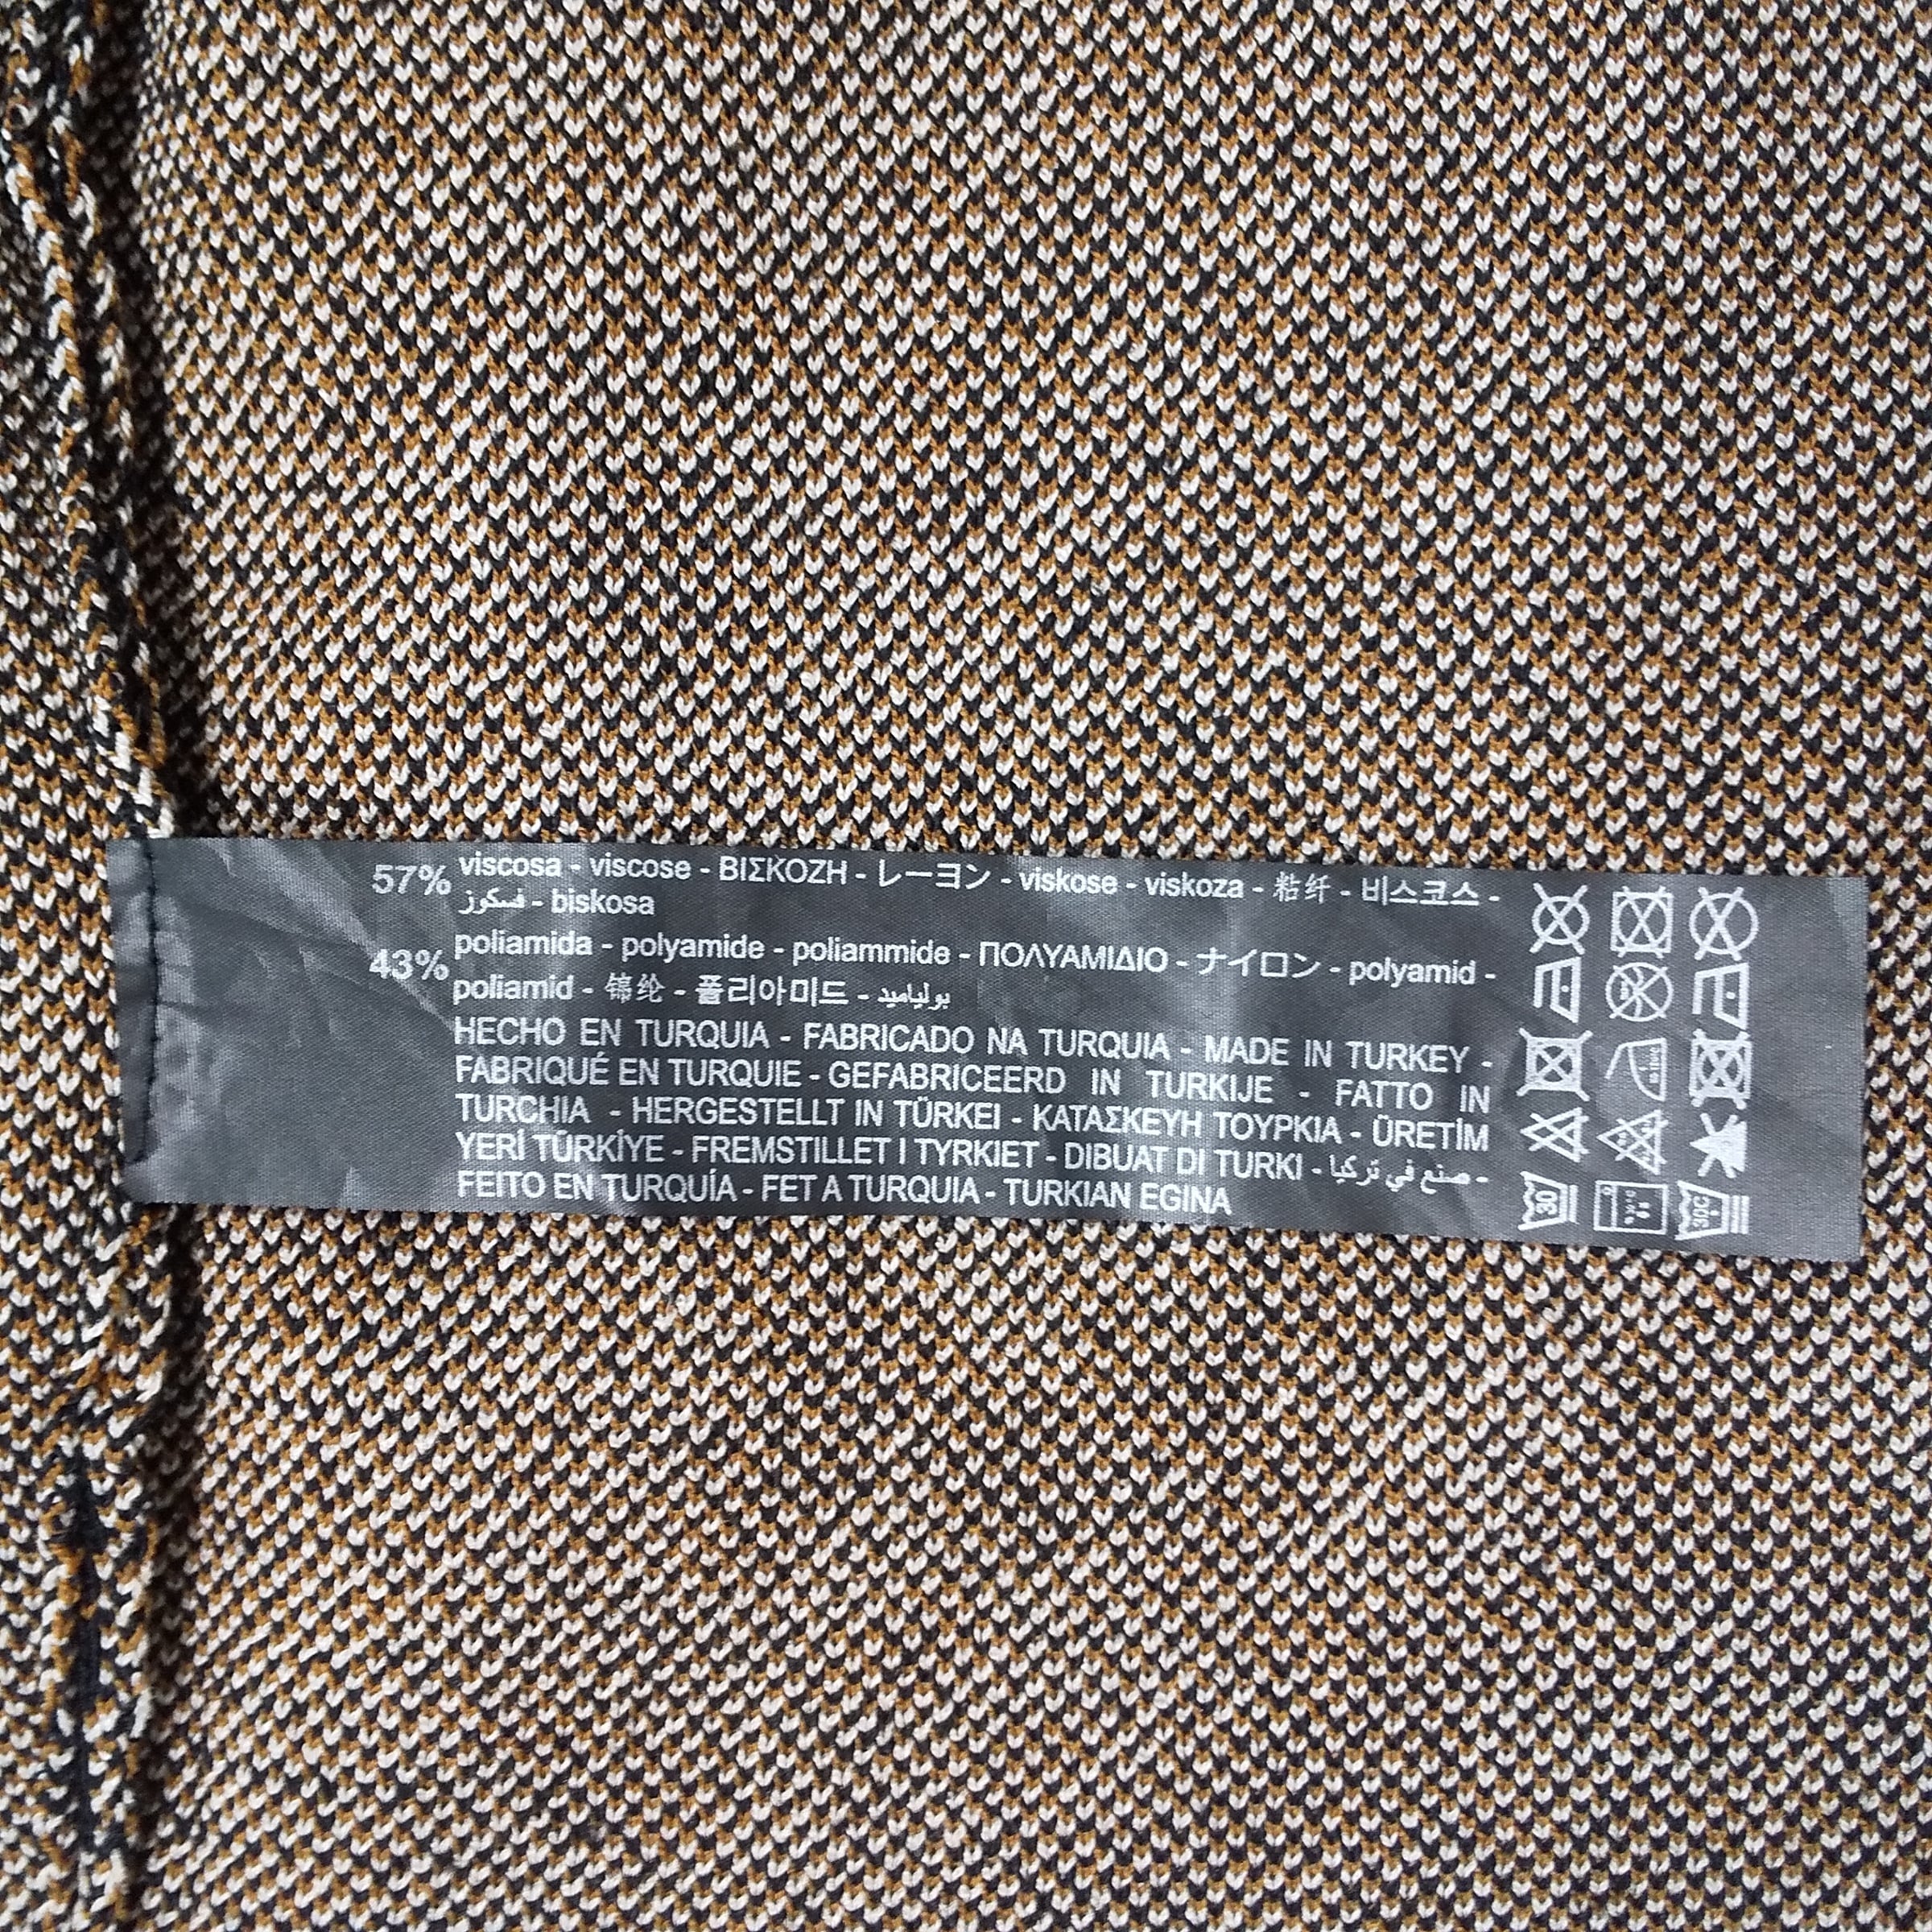 57% viscosa - viscose - ΒΙΣΚΟΖΗ - レーヨン - viskose - viskoza - 粘纤 - 비스코스 -
فسكوز - biskosa
43% poliamida - polyamide - poliammide - ΠΟΛΥΑΜΙΔΙΟ - ナイロン - polyamid -
poliamid - 锦纶 - 폴리아미드 - بولياميد
HECHO EN TURQUIA - FABRICADO NA TURQUIA - MADE IN TURKEY -
FABRIQUÉ EN TURQUIE - GEFABRICEERD IN TURKIJE - FATTO IN
TURCHIA - HERGESTELLT IN TÜRKEI - ΚΑΤΑΣΚΕΥΗ ΤΟΥΡΚΙΑ - ÜRETİM
YERİ TÜRKİYE - FREMSTILLET I TYRKIET - DIBUAT DI TURKI - صنع في تركيا -
FEITO EN TURQUÍA - FET A TURQUIA - TURKIAN EGINA
30
30C